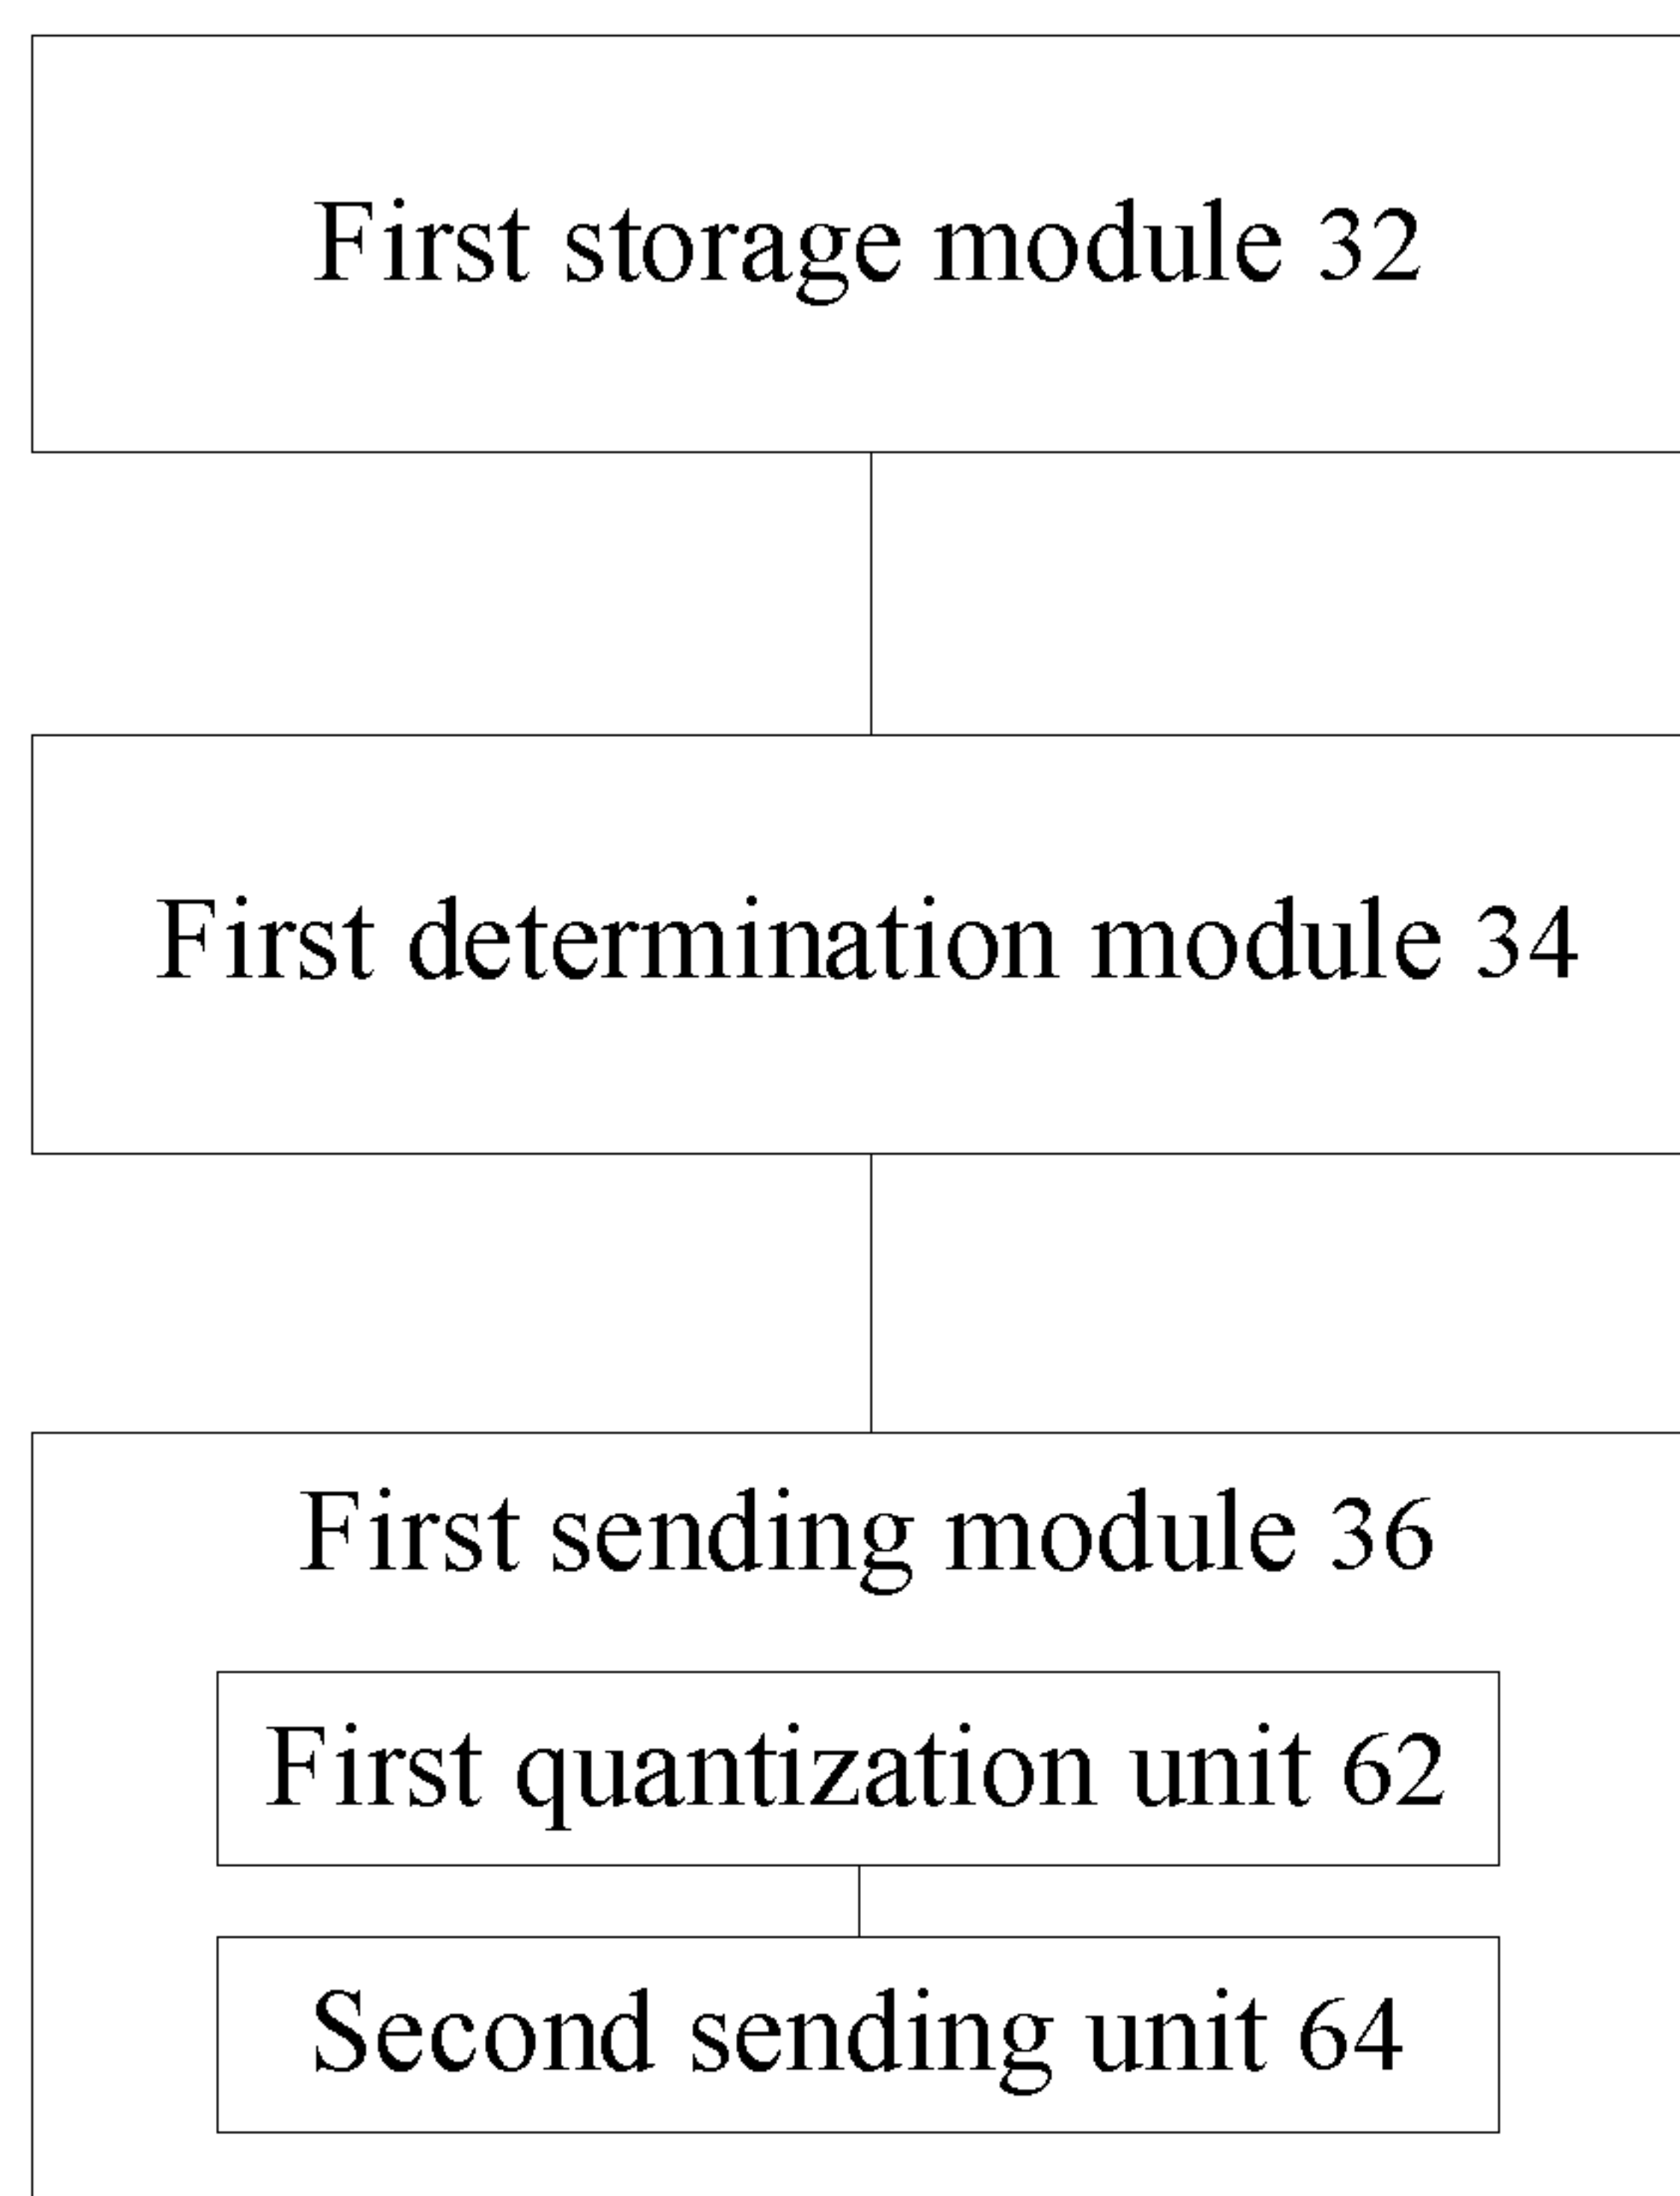 First storage module 32
First determination module 34
First sending module 36
First quantization unit 62
Second sending unit 64